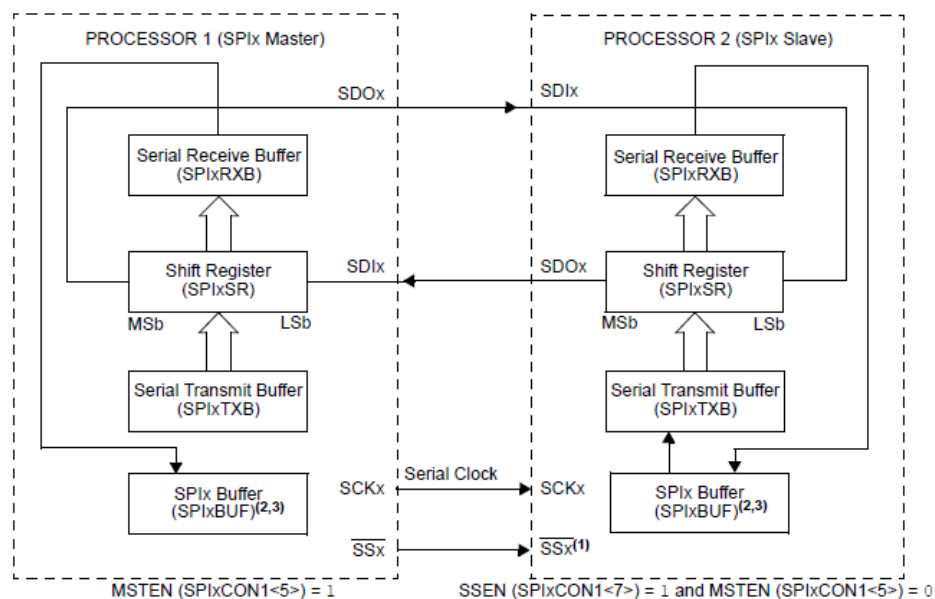 PROCESSOR 1 (SPIx Master)
PROCESSOR 2 (SPIx Slave)
SDOx
SDIx
Serial Receive Buffer
(SPIxRXB)
Serial Receive Buffer
(SPIxRXB)
Shift Register
(SPIxSR)
SDIx
SDOx
Shift Register
(SPIxSR)
MSb
LSb
MSb
LSb
Serial Transmit Buffer
(SPIxTXB)
Serial Transmit Buffer
(SPIxTXB)
SPIx Buffer
(SPIxBUF)(2,3)
SCKx
Serial Clock
SCKx
SPIx Buffer
(SPIxBUF)(2,3)
SSx
SSx(1)
MSTEN (SPIxCON1<5>) = 1
SSEN (SPIxCON1<7>) = 1 and MSTEN (SPIxCON1<5>) = 0